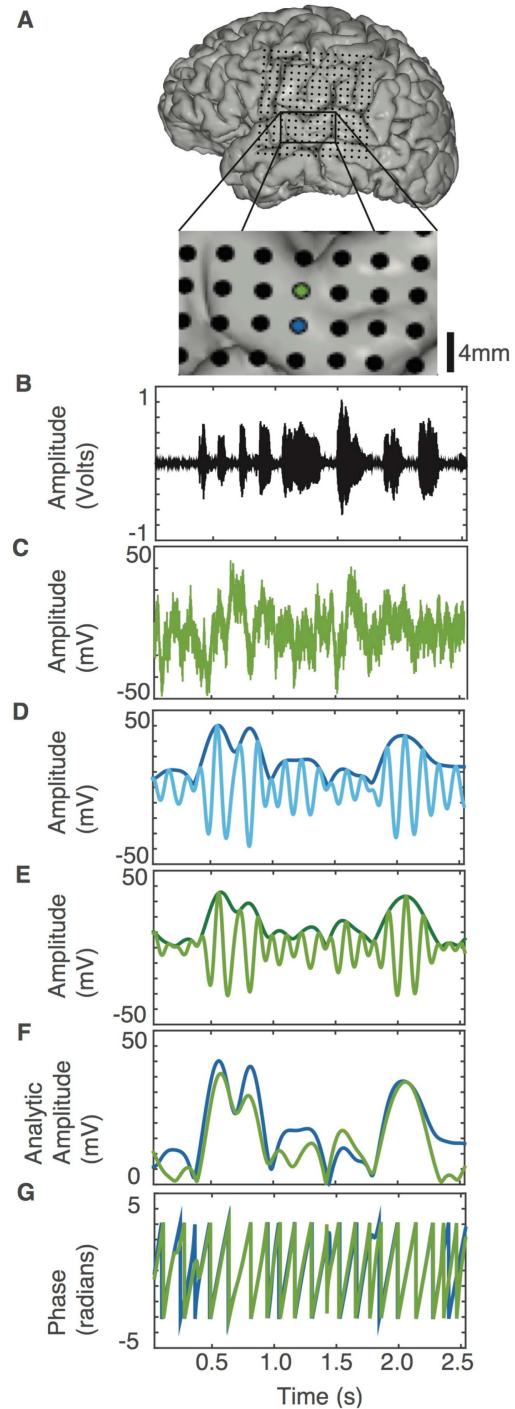 A
4mm
B
1
Amplitude
(Volts)
-1
C
50
Amplitude
(mV)
-50
D
50
Amplitude
(mV)
-50
E
50
Amplitude
(mV)
-50
F
50
Analytic
Amplitude
(mV)
0
G
5
Phase
(radians)
-5
0.5 1.0 1.5 2.0 2.5
Time (s)